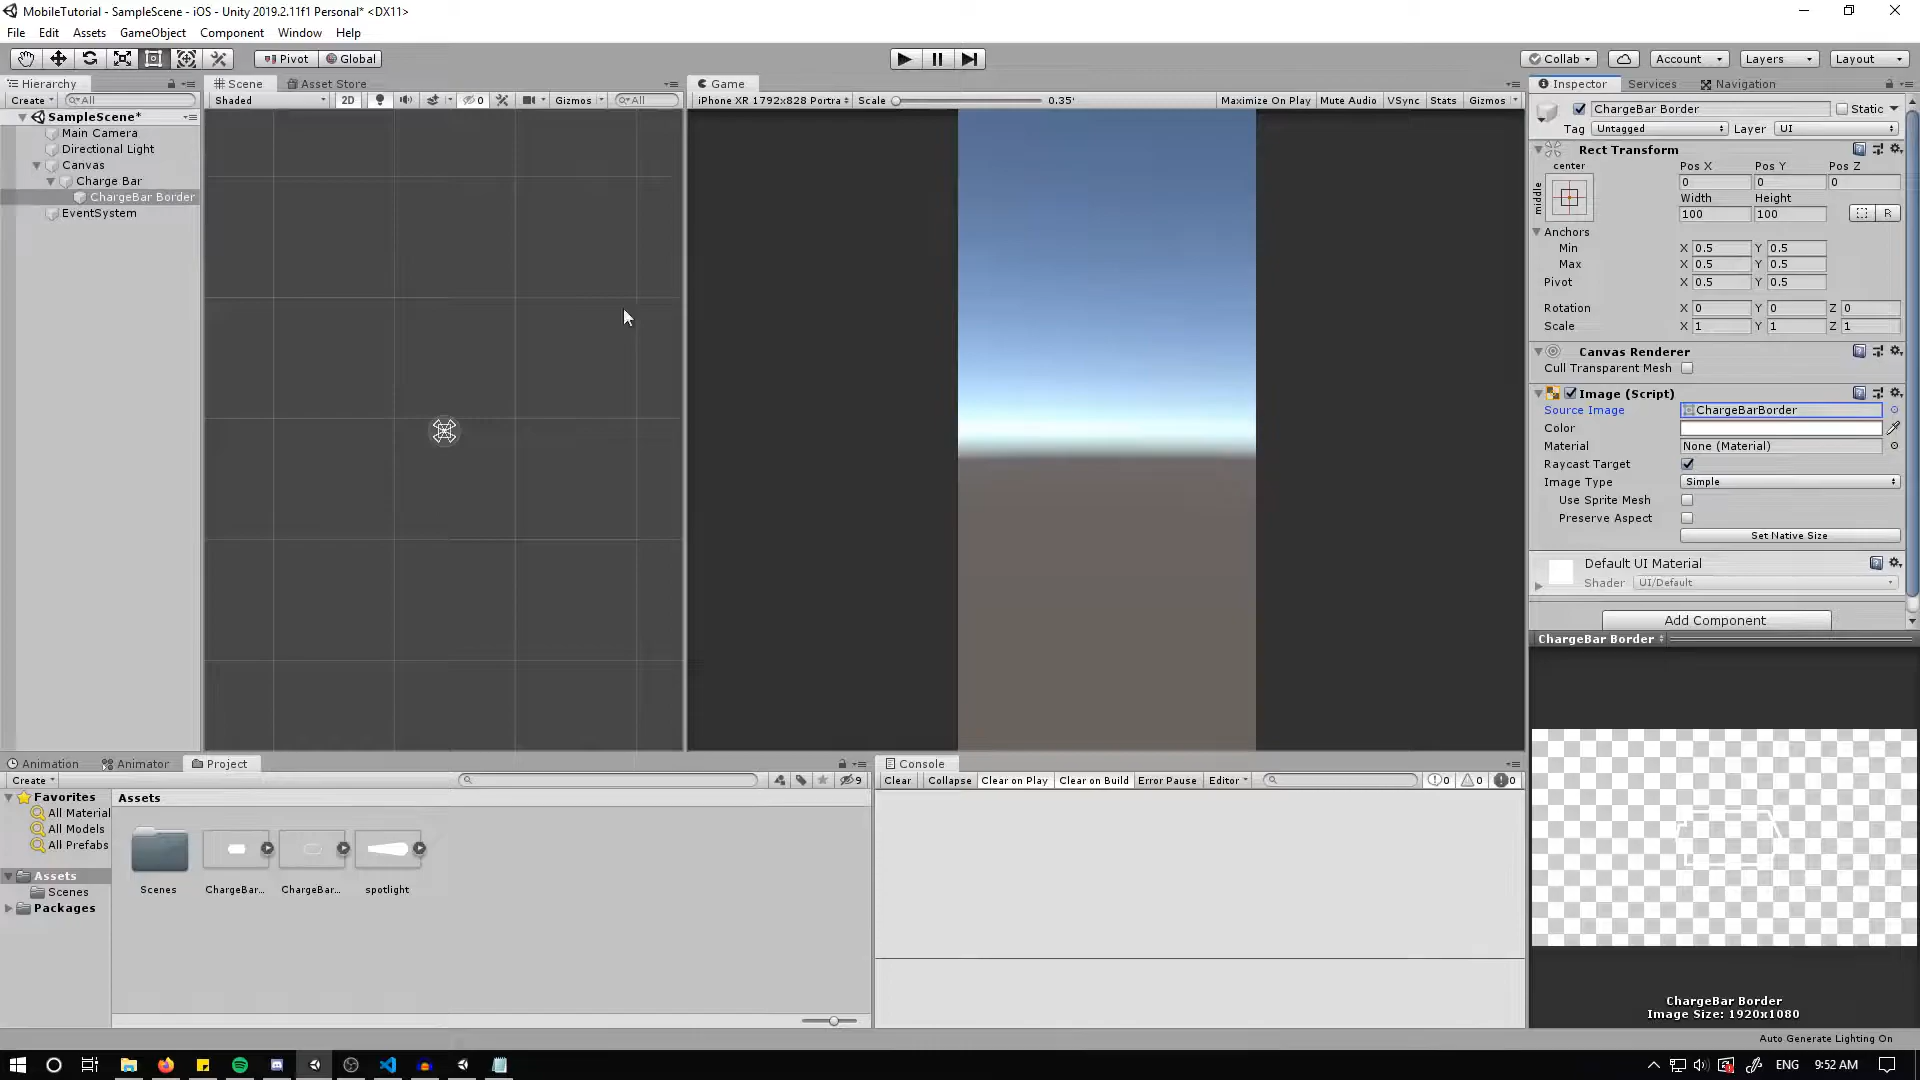 MobileTutorial - SampleScene - iOS - Unity 2019.2.11f1 Personal* <DX11>
File Edit Assets GameObject Component Window Help
Pivot Global Collab Account Layers Layout
Hierarchy Scene Asset Store Game Inspector Services Navigation
Create All Shaded 2D 0 Gizmos All iPhone XR 1792x828 Portra Scale 0.35 Maximize On Play Mute Audio VSync Stats Gizmos
ChargeBar Border Static
SampleScene*
Tag Untagged Layer UI
Main Camera
Directional Light
Rect Transform
Canvas
center Pos X Pos Y Pos Z
Charge Bar
0 0 0
ChargeBar Border
middle
Width Height
EventSystem
100 100 R
Anchors
Min X 0.5 Y 0.5
Max X 0.5 Y 0.5
Pivot X 0.5 Y 0.5
Rotation X 0 Y 0 Z 0
Scale X 1 Y 1 Z 1
Canvas Renderer
Cull Transparent Mesh
Image (Script)
Source Image ChargeBarBorder
Color
Material None (Material)
Raycast Target
Image Type Simple
Use Sprite Mesh
Preserve Aspect
Set Native Size
Default UI Material
Shader UI/Default
Add Component
ChargeBar Border
Animation Animator Project Console
Create 9 Clear Collapse Clear on Play Clear on Build Error Pause Editor 0 0 0
Favorites Assets
All Material
All Models
All Prefabs
Assets
Scenes
Packages
Scenes ChargeBar... ChargeBar... spotlight
ChargeBar Border
Image Size: 1920x1080
Auto Generate Lighting On
ENG 9:52 AM